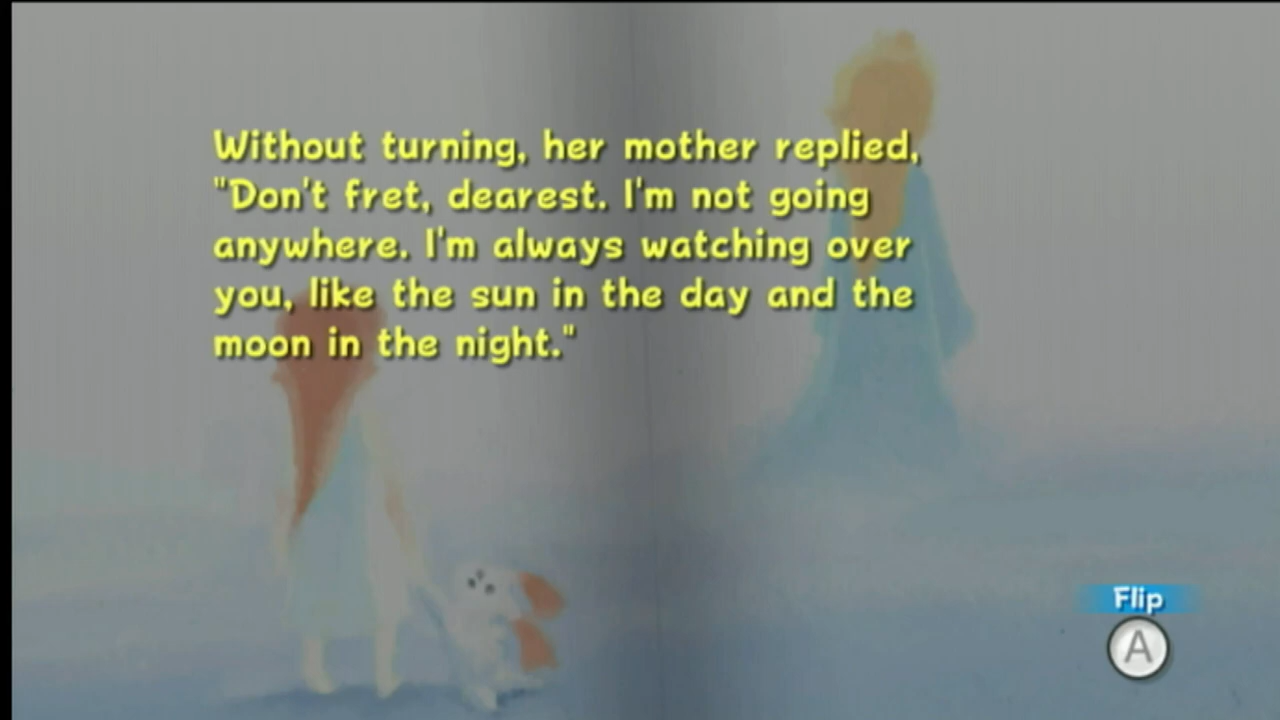 Without turning, her mother replied,
"Don't fret, dearest. I'm not going
anywhere. I'm always watching over
you, like the sun in the day and the
moon in the night."
Flip
A